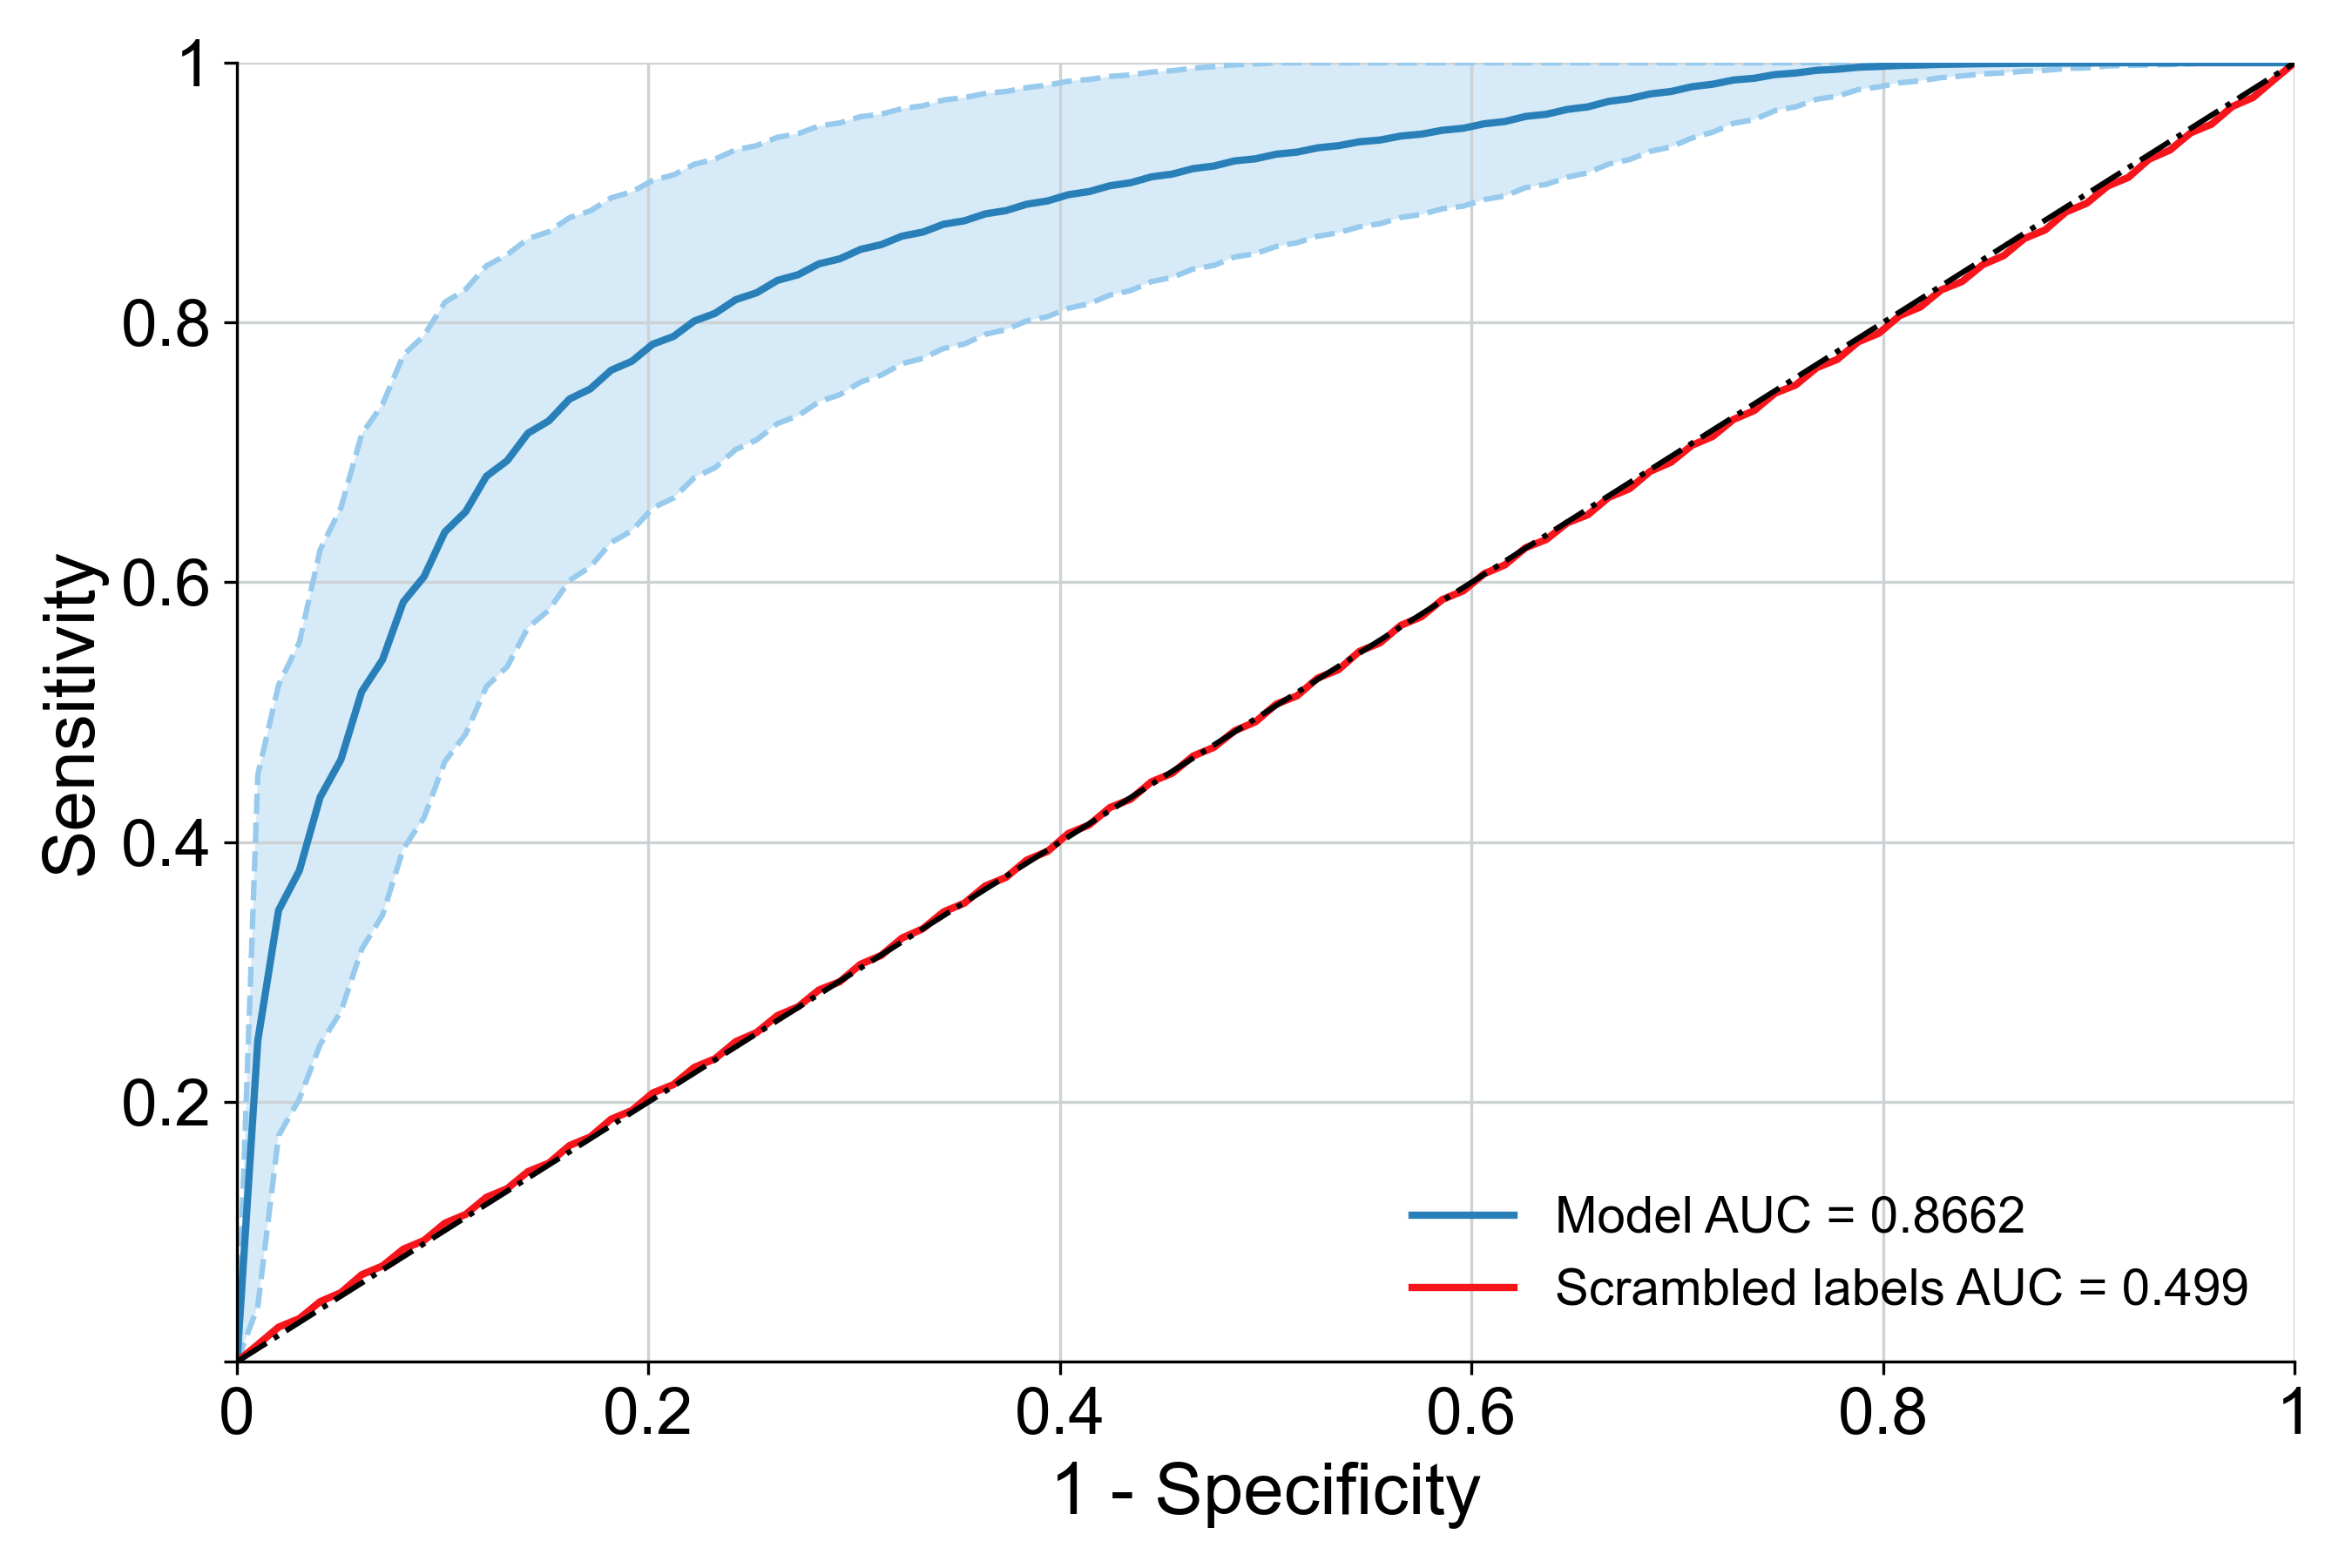 1
0.8
0.6
0.4
0.2
Sensitivity
Model AUC = 0.8662
Scrambled labels AUC = 0.499
0 0.2 0.4 0.6 0.8 1
1 - Specificity